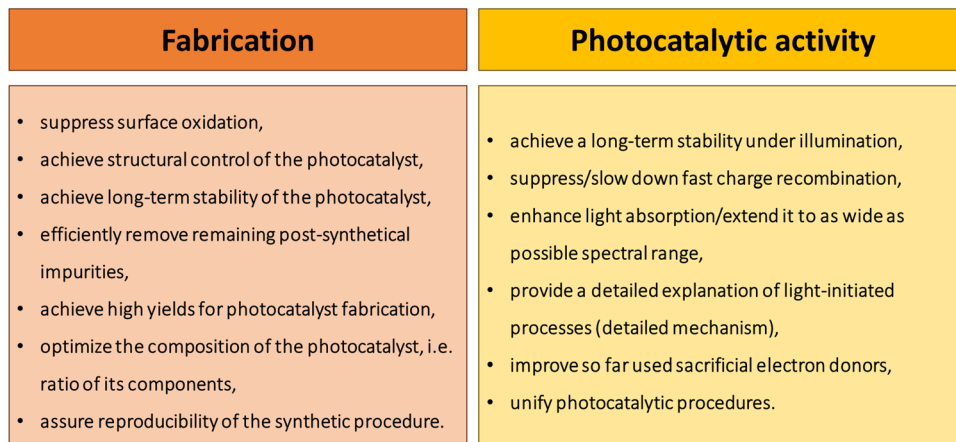 Fabrication
• suppress surface oxidation,
• achieve structural control of the photocatalyst,
• achieve long-term stability of the photocatalyst,
• efficiently remove remaining post-synthetical
impurities,
• achieve high yields for photocatalyst fabrication,
• optimize the composition of the photocatalyst, i.e.
ratio of its components,
• assure reproducibility of the synthetic procedure.
Photocatalytic activity
• achieve a long-term stability under illumination,
• suppress/slow down fast charge recombination,
• enhance light absorption/extend it to as wide as
possible spectral range,
• provide a detailed explanation of light-initiated
processes (detailed mechanism),
• improve so far used sacrificial electron donors,
• unify photocatalytic procedures.